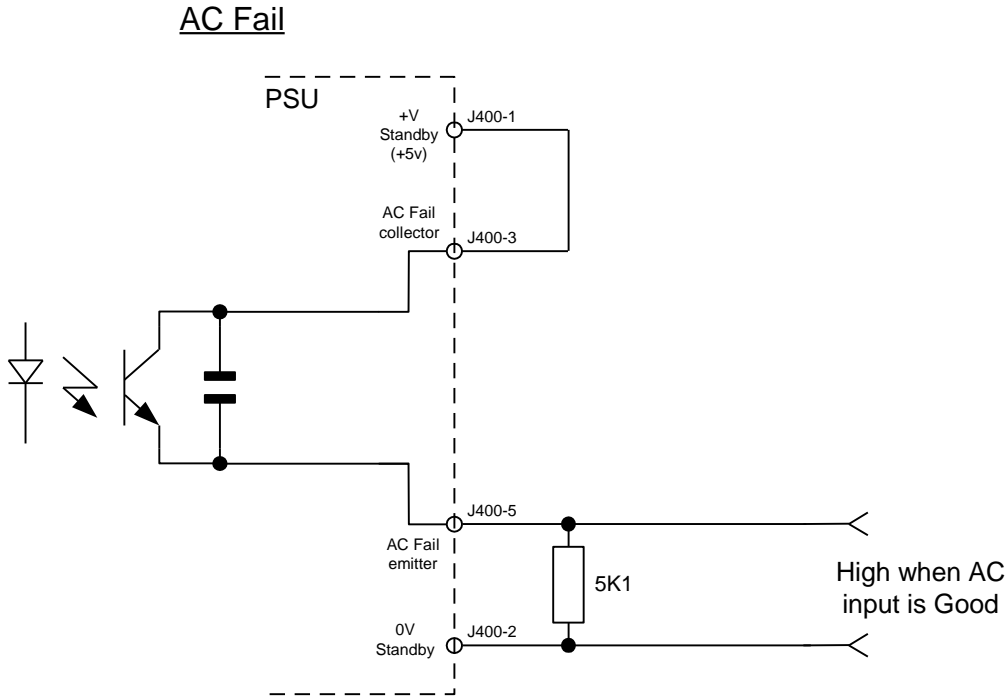 AC Fail
PSU
+V
Standby
(+5v)
J400-1
AC Fail
collector
J400-3
J400-5
AC Fail
emitter
5K1
High when AC
input is Good
0V
Standby
J400-2